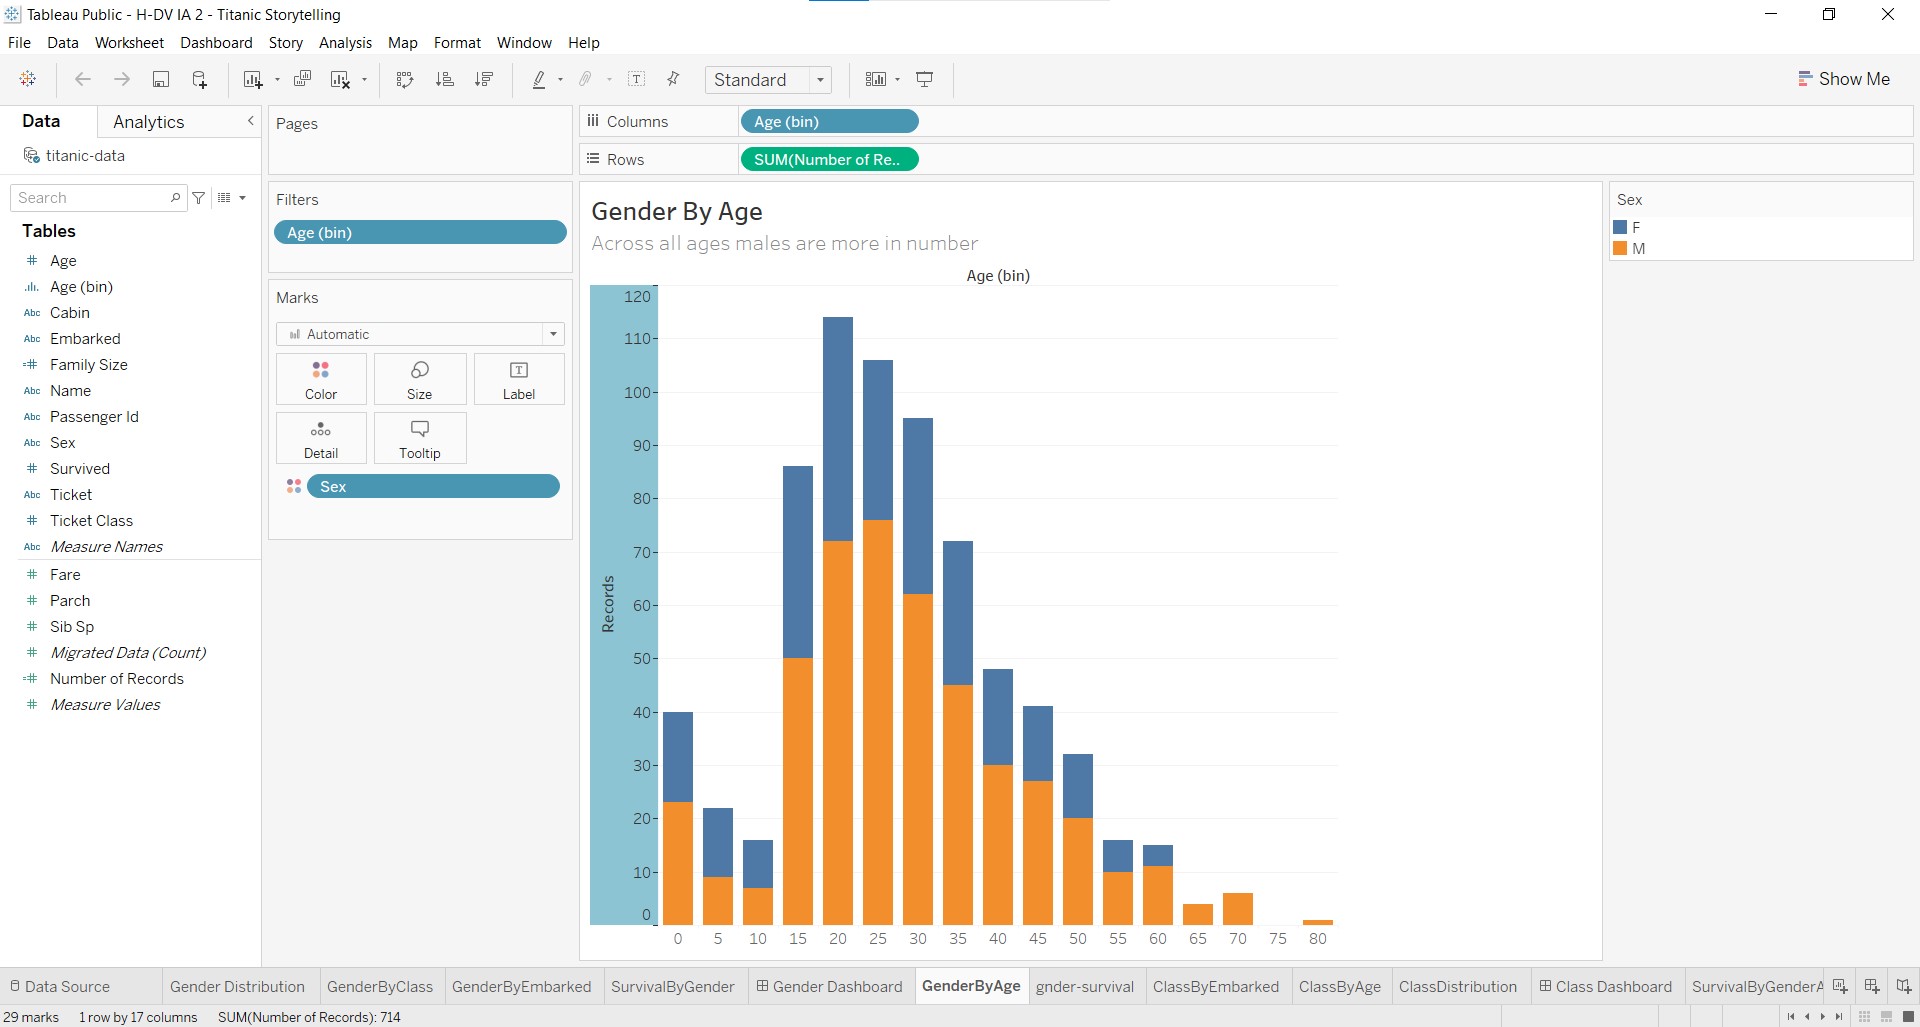 Tableau Public - H-DV IA 2 - Titanic Storytelling
File Data Worksheet Dashboard Story Analysis Map Format Window Help
Standard
Show Me
Data Analytics
titanic-data
Search
Tables
# Age
Age (bin)
Abc Cabin
Abc Embarked
=# Family Size
Abc Name
Abc Passenger Id
Abc Sex
# Survived
Abc Ticket
# Ticket Class
Abc Measure Names
# Fare
# Parch
# Sib Sp
# Migrated Data (Count)
=# Number of Records
# Measure Values
Pages
Filters
Age (bin)
Marks
Automatic
Color Size Label
Detail Tooltip
Sex
Columns Age (bin)
Rows SUM(Number of Re..
Gender By Age
Across all ages males are more in number
Age (bin)
120
110
100
90
80
70
60
50
40
30
20
10
0
Records
0 5 10 15 20 25 30 35 40 45 50 55 60 65 70 75 80
Sex
F
M
Data Source Gender Distribution GenderByClass GenderByEmbarked SurvivalByGender Gender Dashboard GenderByAge gnder-survival ClassByEmbarked ClassByAge ClassDistribution Class Dashboard SurvivalByGenderA
29 marks 1 row by 17 columns SUM(Number of Records): 714